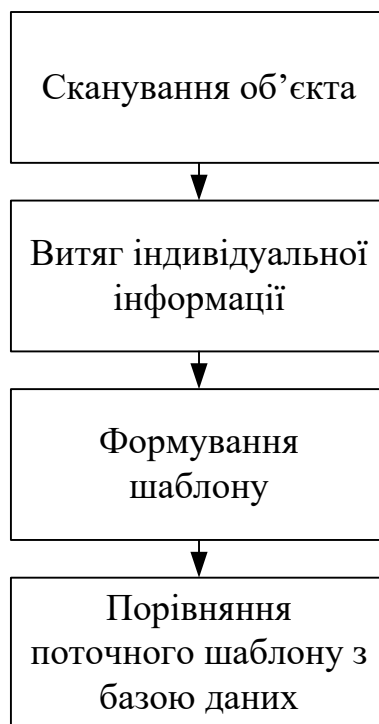 Сканування об’єкта
Витяг індивідуальної
інформації
Формування
шаблону
Порівняння
поточного шаблону з
базою даних